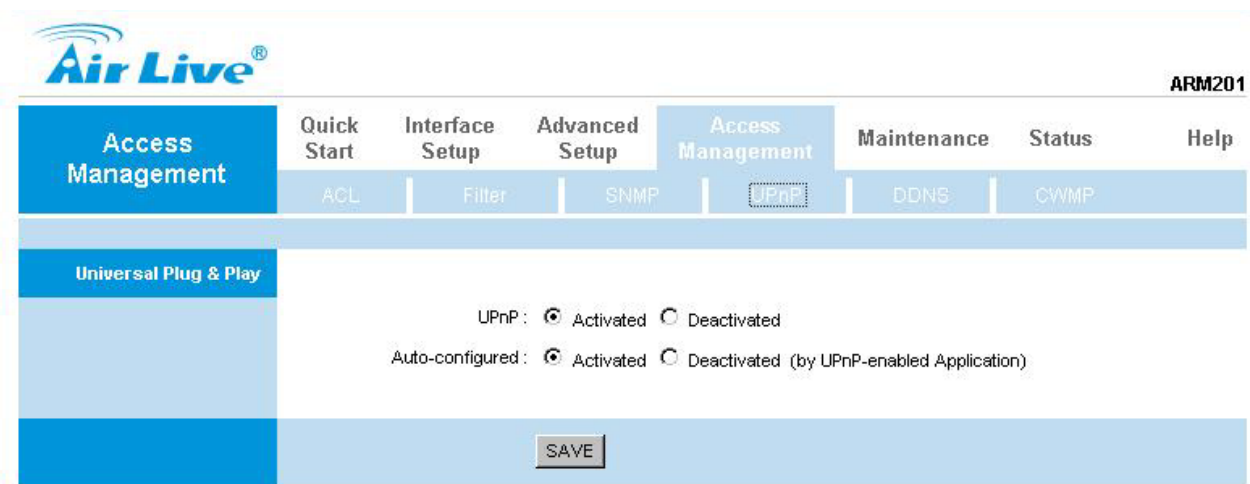 Air Live®
ARM201
Access Management
Quick Start
Interface Setup
Advanced Setup
Access Management
Maintenance
Status
Help
ACL
Filter
SNMP
UPnP
DDNS
CWMP
Universal Plug & Play
UPnP : Activated Deactivated
Auto-configured : Activated Deactivated (by UPnP-enabled Application)
SAVE